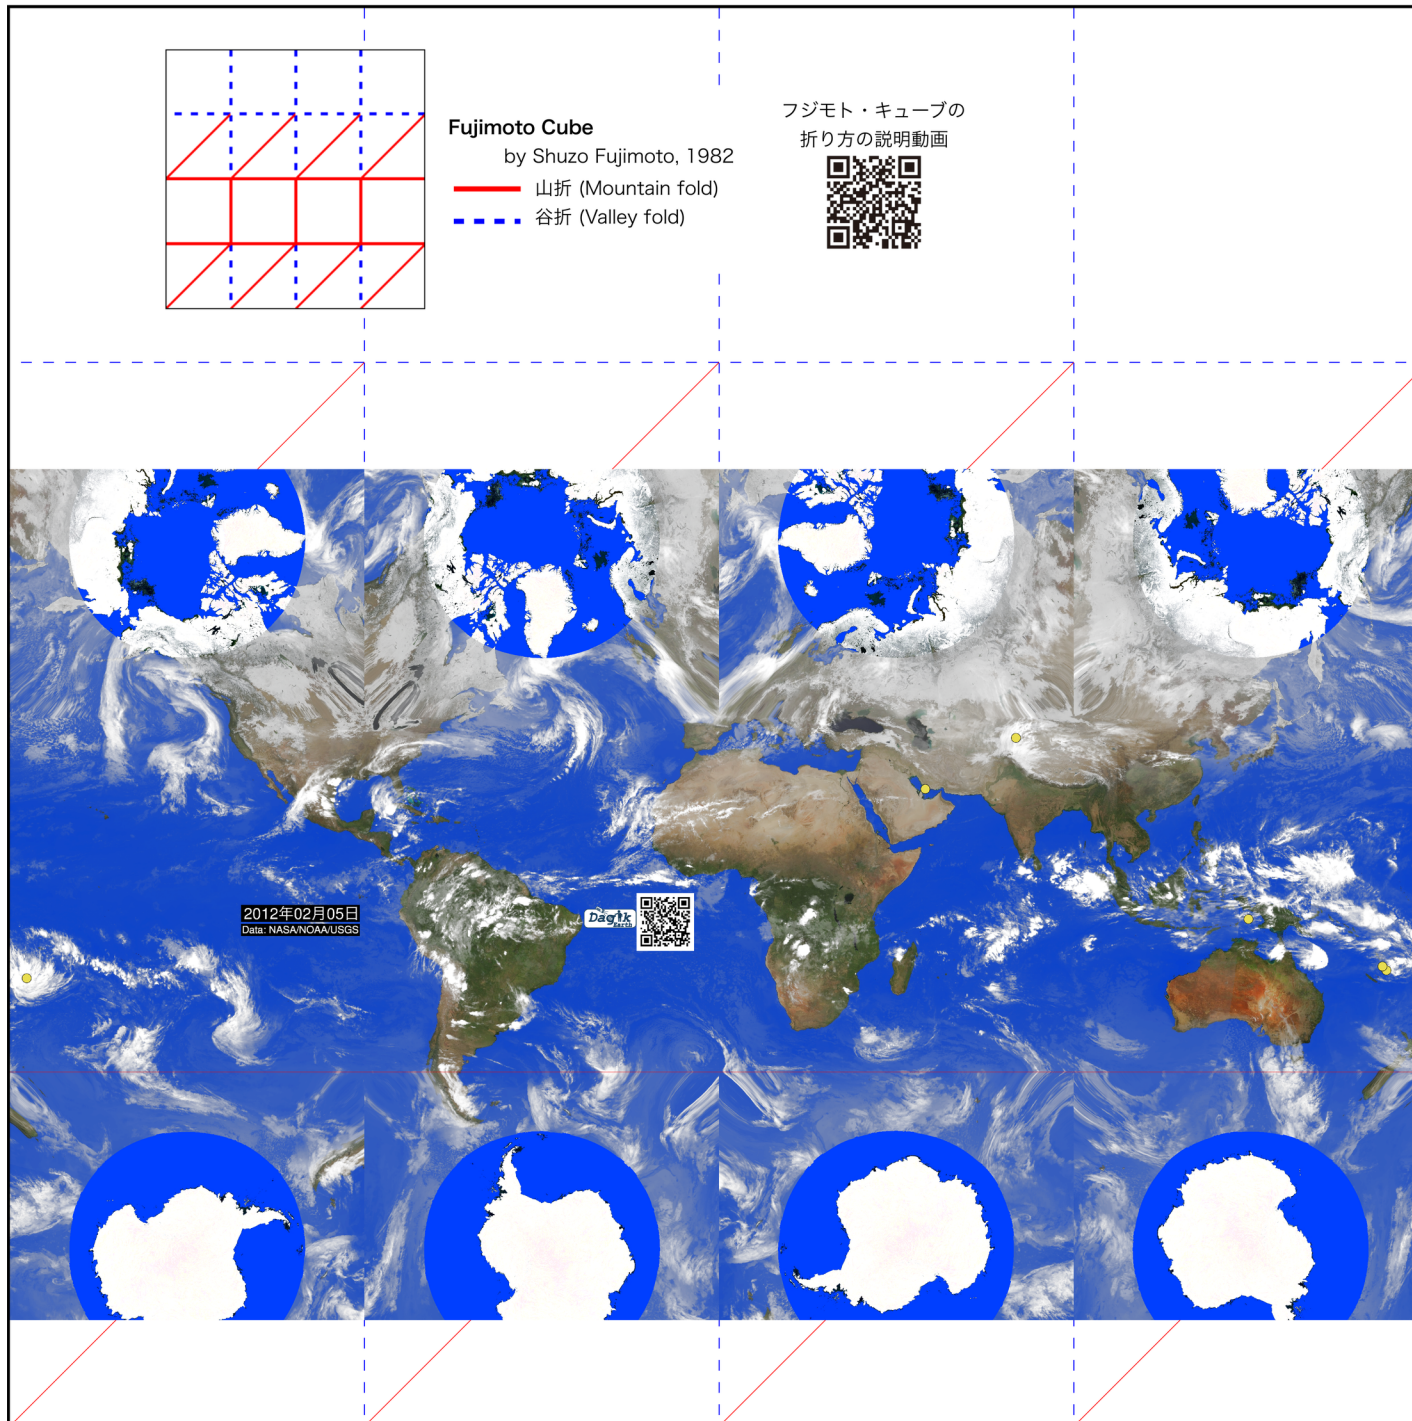 Fujimoto Cube
by Shuzo Fujimoto, 1982
山折 (Mountain fold)
谷折 (Valley fold)
フジモト・キューブの
折り方の説明動画
2012年02月05日
Data: NASA/NOAA/USGS
Dagik
Earth